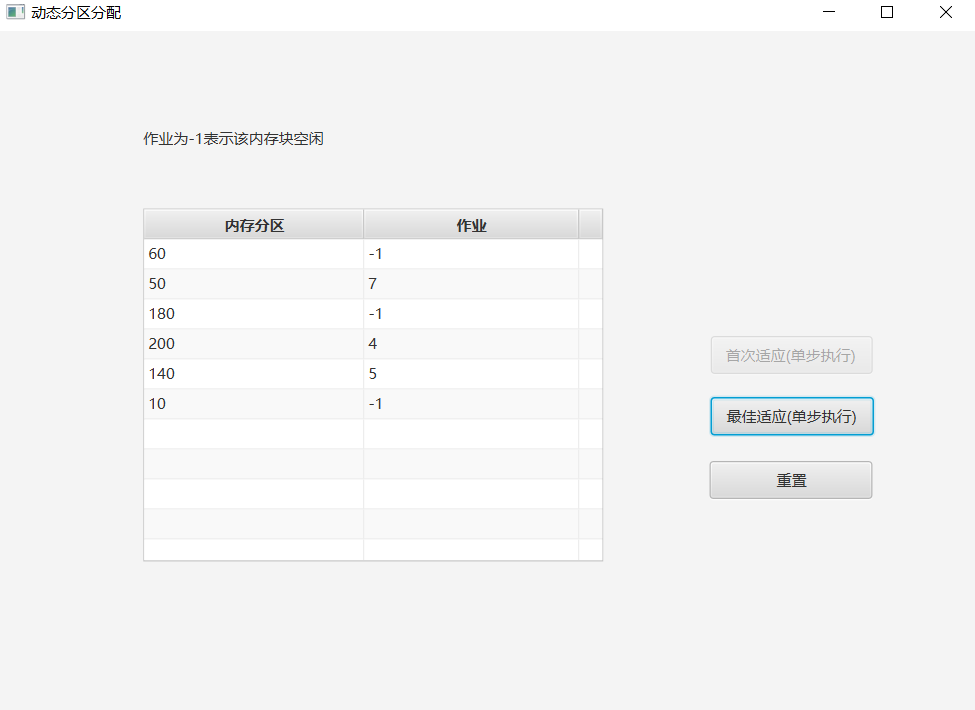 动态分区分配
作业为-1表示该内存块空闲
内存分区 作业
60 -1
50 7
180 -1
200 4
140 5
10 -1
首次适应(单步执行)
最佳适应(单步执行)
重置